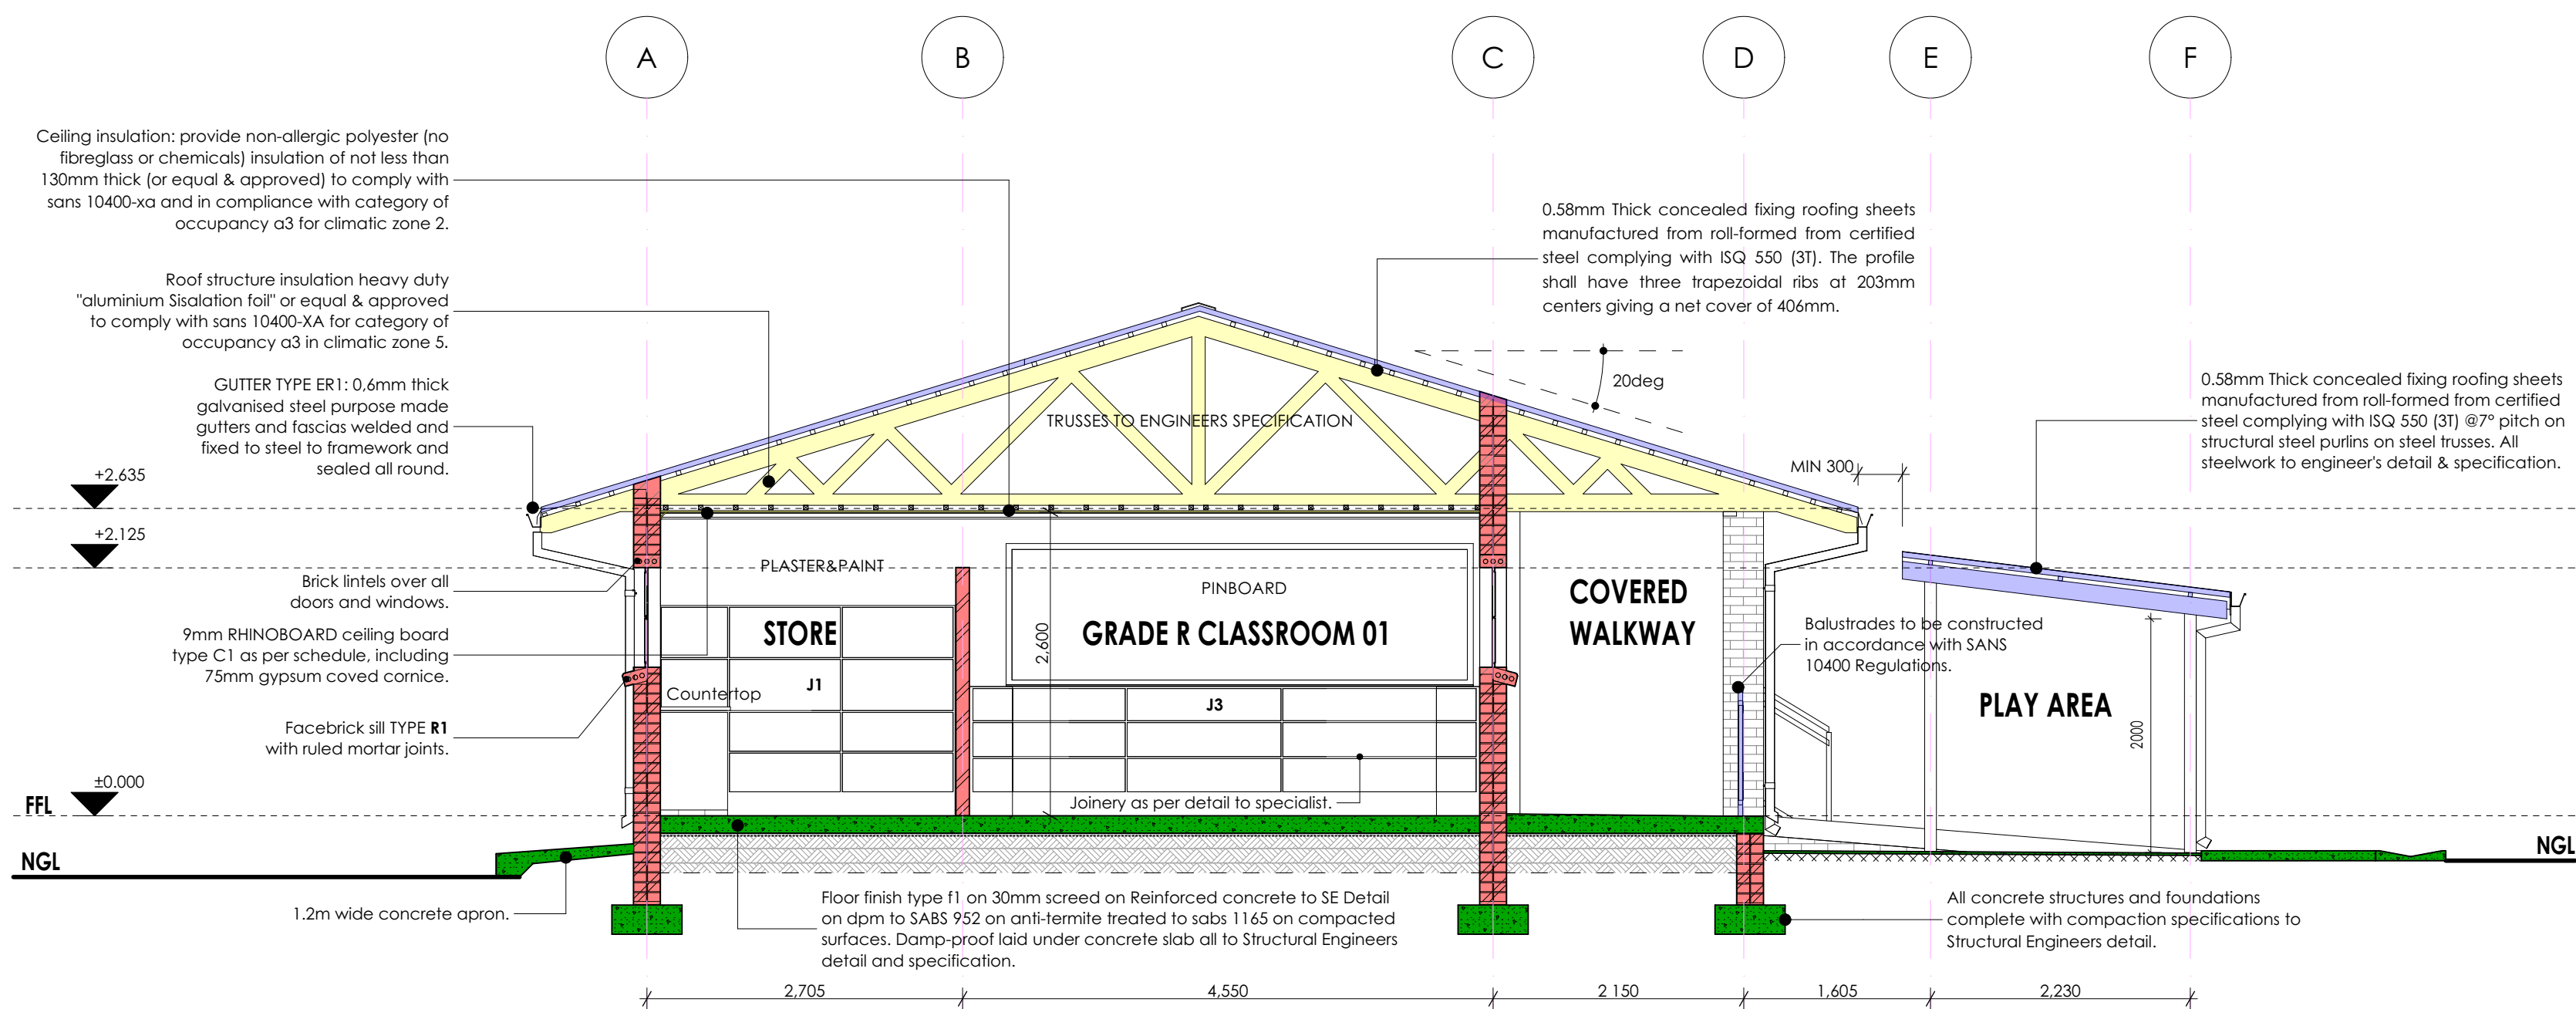 A
B
C
D
E
F
Ceiling insulation: provide non-allergic polyester (no
fibreglass or chemicals) insulation of not less than
130mm thick (or equal & approved) to comply with
sans 10400-xa and in compliance with category of
occupancy a3 for climatic zone 2.
Roof structure insulation heavy duty
"aluminium Sisalation foil" or equal & approved
to comply with sans 10400-XA for category of
occupancy a3 in climatic zone 5.
GUTTER TYPE ER1: 0,6mm thick
galvanised steel purpose made
gutters and fascias welded and
fixed to steel to framework and
sealed all round.
+2.635
+2.125
Brick lintels over all
doors and windows.
9mm RHINOBOARD ceiling board
type C1 as per schedule, including
75mm gypsum coved cornice.
Facebrick sill TYPE R1
with ruled mortar joints.
±0.000
FFL
NGL
1.2m wide concrete apron.
0.58mm Thick concealed fixing roofing sheets
manufactured from roll-formed from certified
steel complying with ISQ 550 (3T). The profile
shall have three trapezoidal ribs at 203mm
centers giving a net cover of 406mm.
20deg
TRUSSES TO ENGINEERS SPECIFICATION
MIN 300
0.58mm Thick concealed fixing roofing sheets
manufactured from roll-formed from certified
steel complying with ISQ 550 (3T) @7° pitch on
structural steel purlins on steel trusses. All
steelwork to engineer's detail & specification.
PLASTER&PAINT
STORE
J1
Countertop
2,600
PINBOARD
GRADE R CLASSROOM 01
J3
Joinery as per detail to specialist.
COVERED
WALKWAY
Balustrades to be constructed
in accordance with SANS
10400 Regulations.
PLAY AREA
2000
NGL
Floor finish type f1 on 30mm screed on Reinforced concrete to SE Detail
on dpm to SABS 952 on anti-termite treated to sabs 1165 on compacted
surfaces. Damp-proof laid under concrete slab all to Structural Engineers
detail and specification.
All concrete structures and foundations
complete with compaction specifications to
Structural Engineers detail.
2,705
4,550
2 150
1,605
2,230